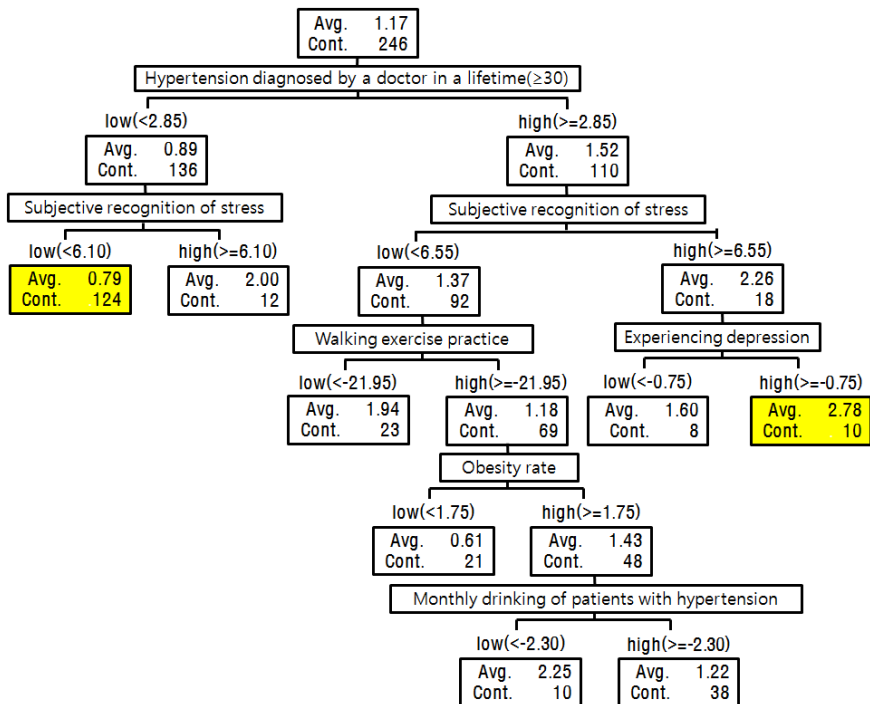 Avg. 1.17
Cont. 246
Hypertension diagnosed by a doctor in a lifetime(≥30)
low(<2.85)
high(>=2.85)
Avg. 0.89
Cont. 136
Avg. 1.52
Cont. 110
Subjective recognition of stress
Subjective recognition of stress
low(<6.10)
high(>=6.10)
low(<6.55)
high(>=6.55)
Avg. 0.79
Cont. 124
Avg. 2.00
Cont. 12
Avg. 1.37
Cont. 92
Avg. 2.26
Cont. 18
Walking exercise practice
Experiencing depression
low(<-21.95)
high(>=-21.95)
low(<-0.75)
high(>=-0.75)
Avg. 1.94
Cont. 23
Avg. 1.18
Cont. 69
Avg. 1.60
Cont. 8
Avg. 2.78
Cont. 10
Obesity rate
low(<1.75)
high(>=1.75)
Avg. 0.61
Cont. 21
Avg. 1.43
Cont. 48
Monthly drinking of patients with hypertension
low(<-2.30)
high(>=-2.30)
Avg. 2.25
Cont. 10
Avg. 1.22
Cont. 38